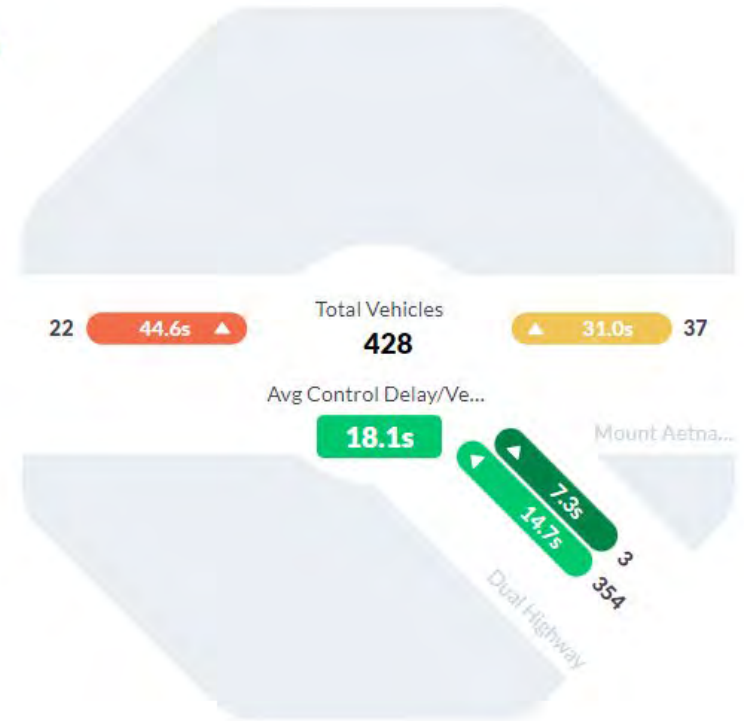 Total Vehicles
428
22
44.6s
31.0s
37
Avg Control Delay/Ve...
18.1s
Mount Aetna...
7.3s
3
14.7s
354
Dual Highway